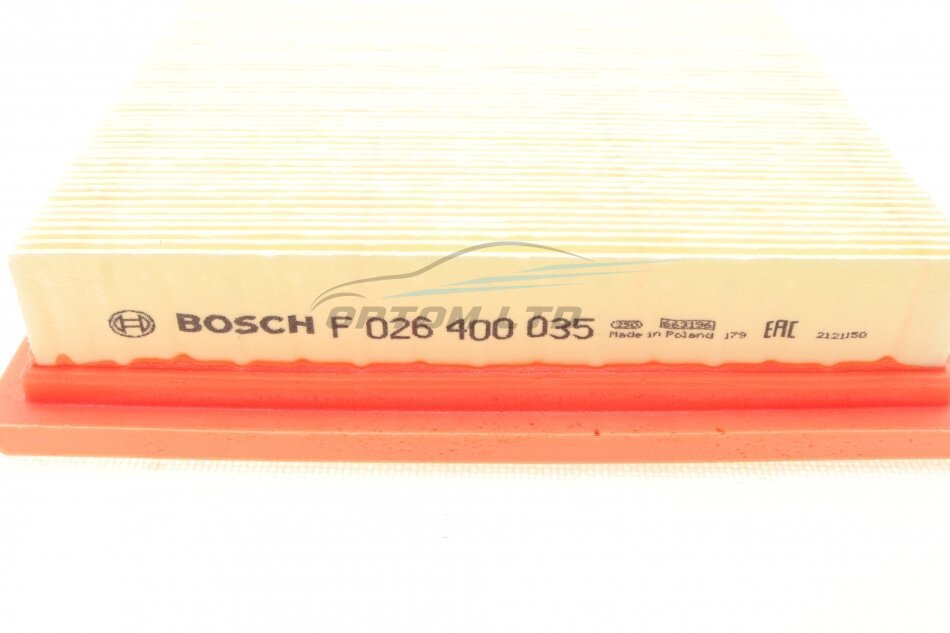 BOSCH F 026 400 035 Made in Poland 179 EAC 2121150
OPTOM LTD